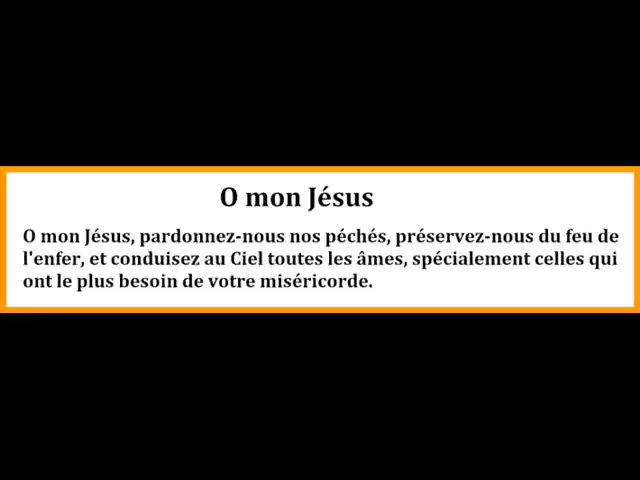 O mon Jésus
O mon Jésus, pardonnez-nous nos péchés, préservez-nous du feu de
l'enfer, et conduisez au Ciel toutes les âmes, spécialement celles qui
ont le plus besoin de votre miséricorde.